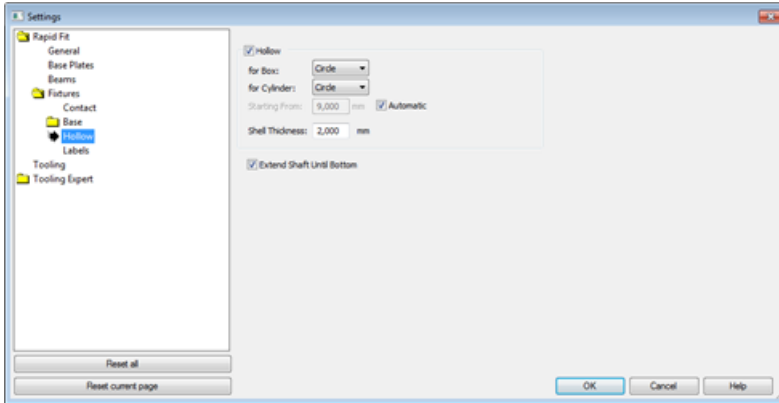 Settings
Rapid Fit
General
Base Plates
Beams
Fixtures
Contact
Base
Hollow
Labels
Tooling
Tooling Expert
Hollow
for Box: Circle
for Cylinder: Circle
Starting From: 9,000 mm Automatic
Shell Thickness: 2,000 mm
Extend Shaft Until Bottom
Reset all
Reset current page
OK Cancel Help